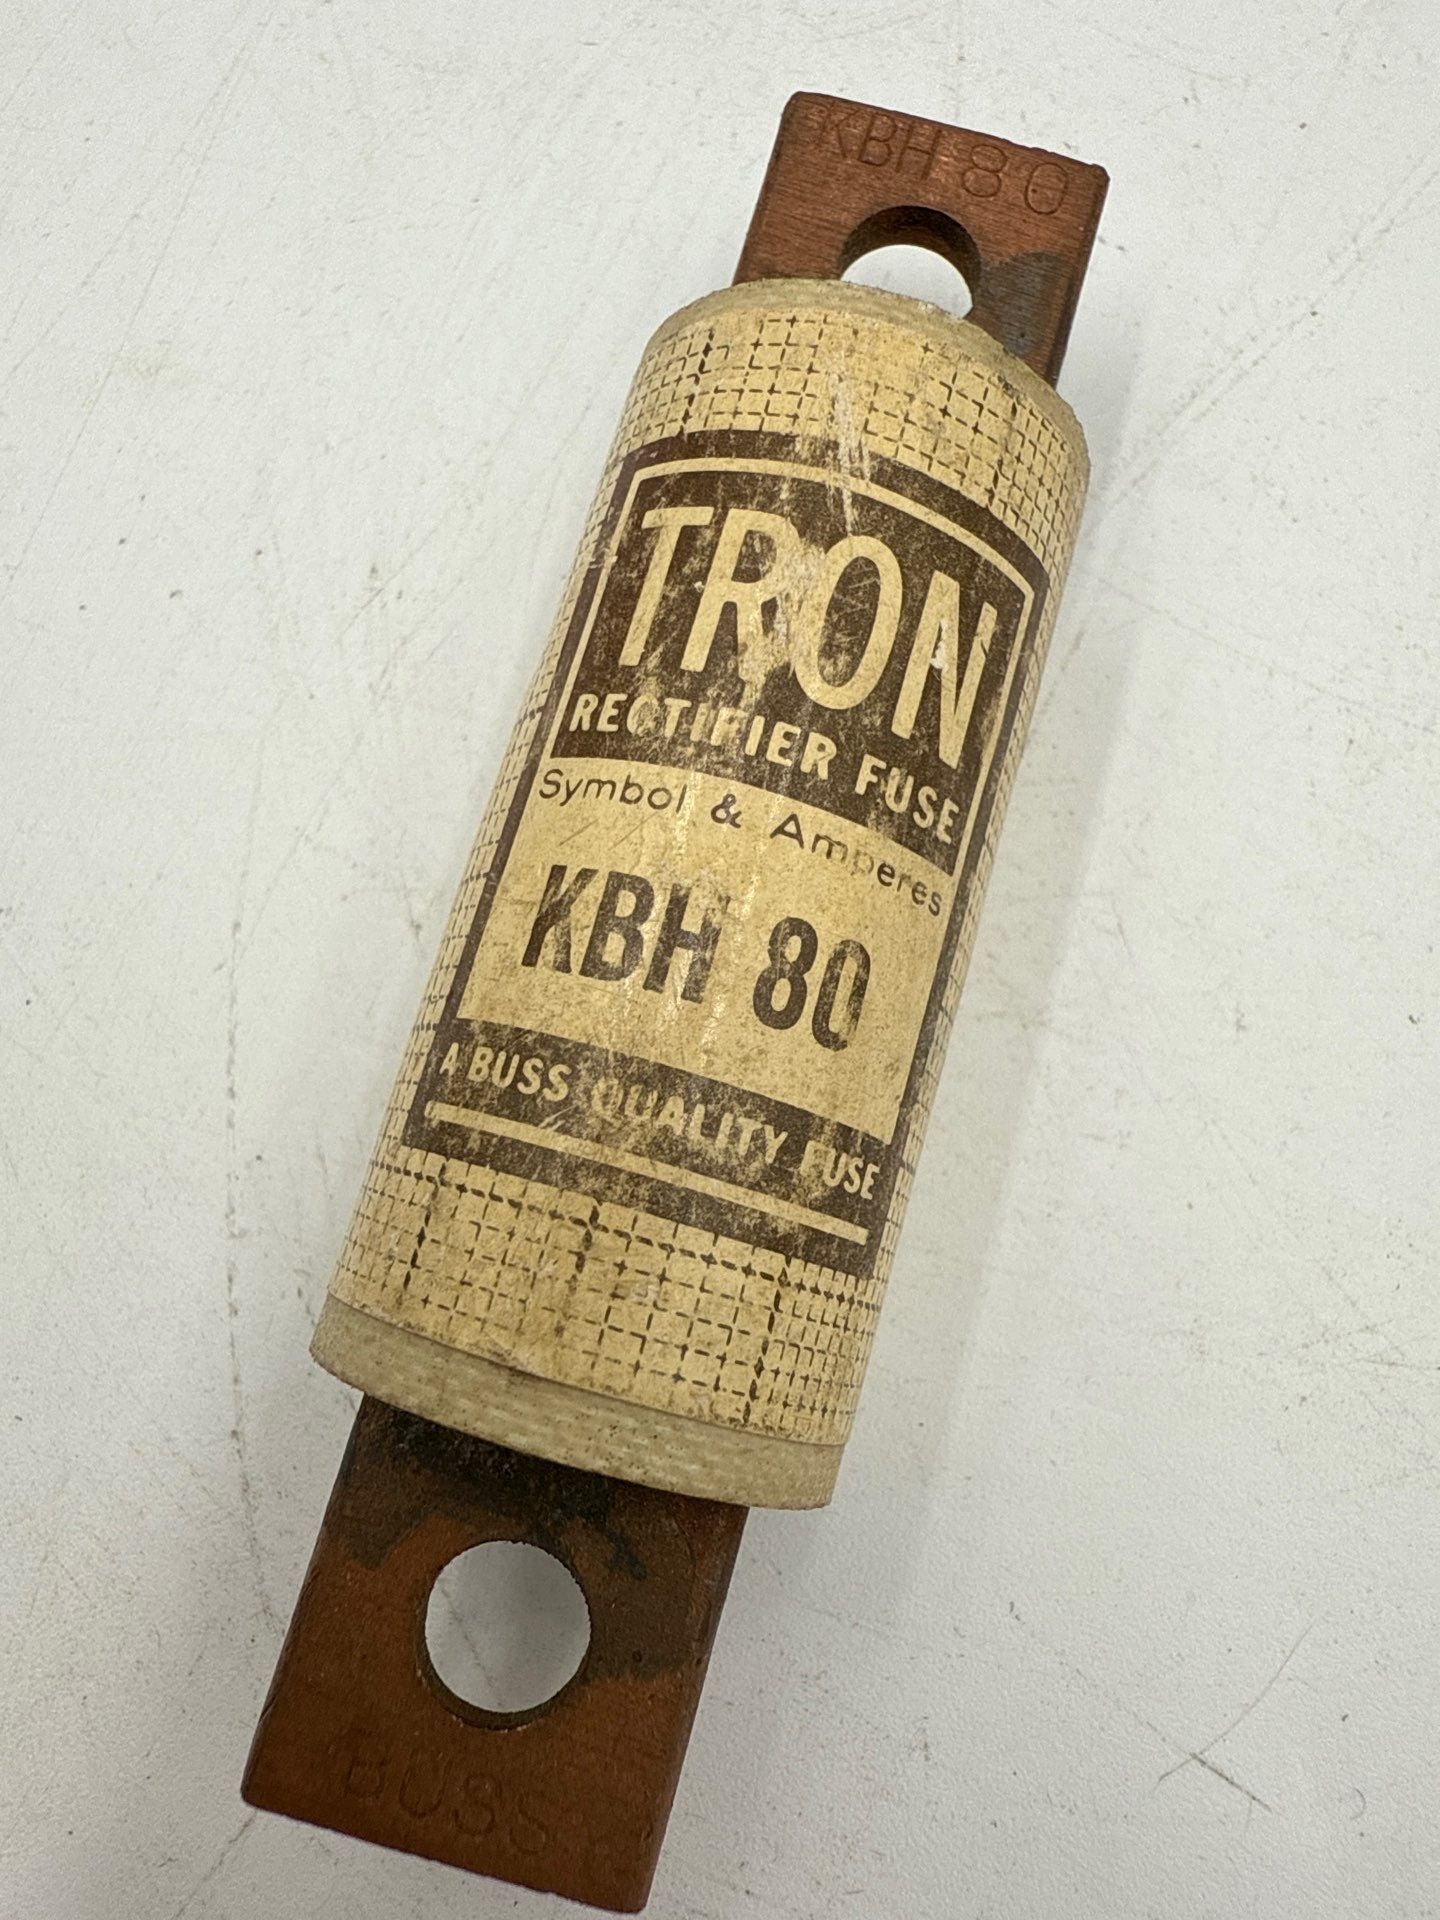 KBH 80
TRON
RECTIFIER FUSE
Symbol & Amperes
KBH 80
A BUSS QUALITY FUSE
BUSS